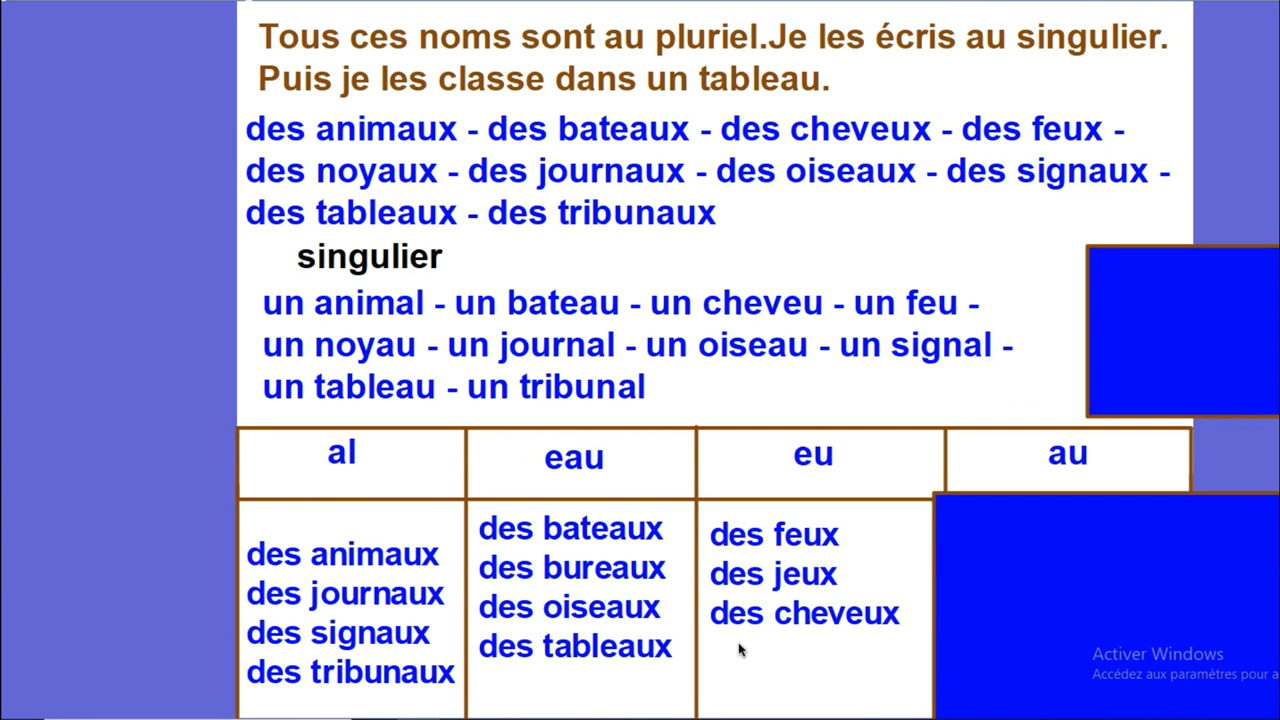 Tous ces noms sont au pluriel.Je les écris au singulier.
Puis je les classe dans un tableau.
des animaux - des bateaux - des cheveux - des feux -
des noyaux - des journaux - des oiseaux - des signaux -
des tableaux - des tribunaux
singulier
un animal - un bateau - un cheveu - un feu -
un noyau - un journal - un oiseau - un signal -
un tableau - un tribunal
al eau eu au
des animaux
des journaux
des signaux
des tribunaux
des bateaux
des bureaux
des oiseaux
des tableaux
des feux
des jeux
des cheveux
Activer Windows
Accédez aux paramètres pour a